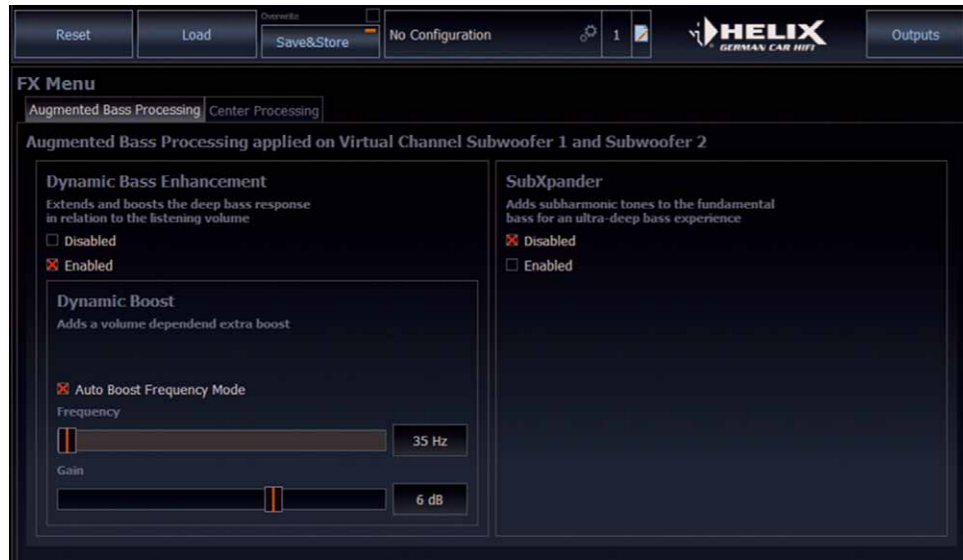 Overwrite
Reset
Load
Save&Store
No Configuration
1
HELIX
GERMAN CAR HIFI
Outputs
FX Menu
Augmented Bass Processing
Center Processing
Augmented Bass Processing applied on Virtual Channel Subwoofer 1 and Subwoofer 2
Dynamic Bass Enhancement
Extends and boosts the deep bass response
in relation to the listening volume
Disabled
Enabled
Dynamic Boost
Adds a volume dependend extra boost
Auto Boost Frequency Mode
Frequency
35 Hz
Gain
6 dB
SubXpander
Adds subharmonic tones to the fundamental
bass for an ultra-deep bass experience
Disabled
Enabled